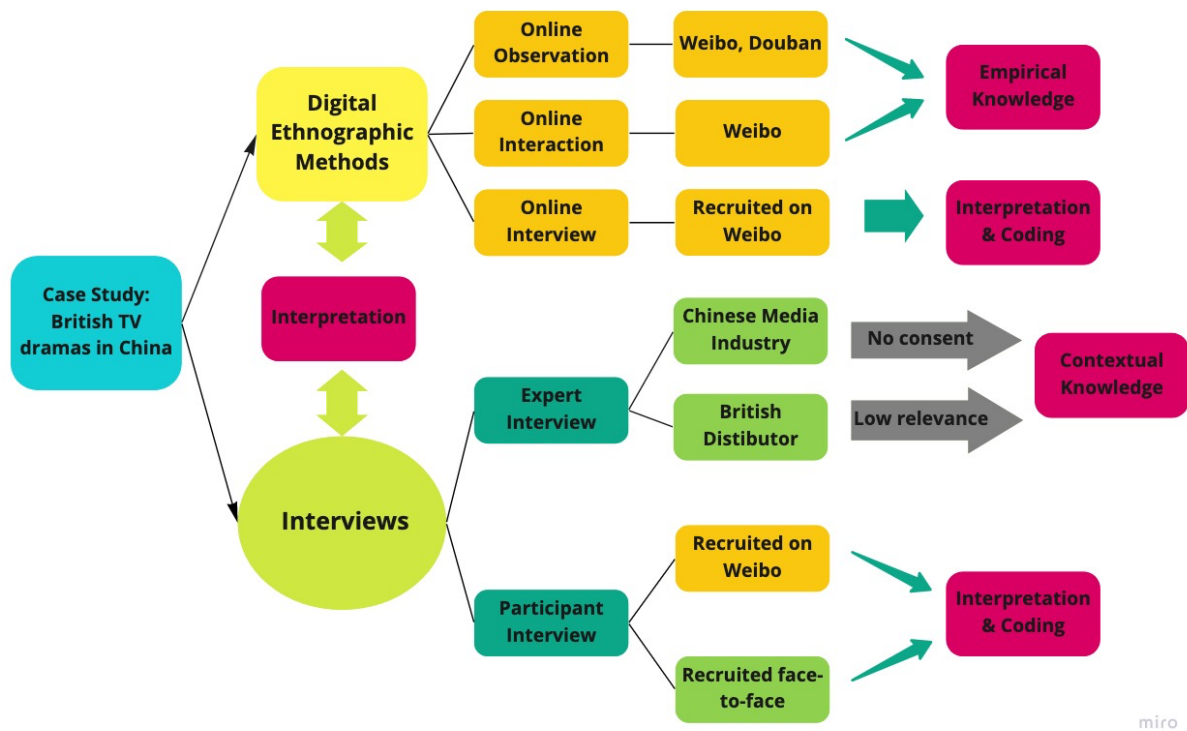 Online
Observation
Weibo, Douban
Empirical
Knowledge
Digital
Ethnographic
Methods
Online
Interaction
Weibo
Online
Interview
Recruited on
Weibo
Interpretation
& Coding
Case Study:
British TV
dramas in China
Interpretation
Chinese Media
Industry
No consent
Contextual
Knowledge
Expert
Interview
British
Distibutor
Low relevance
Interviews
Recruited on
Weibo
Participant
Interview
Interpretation
& Coding
Recruited face-
to-face
miro